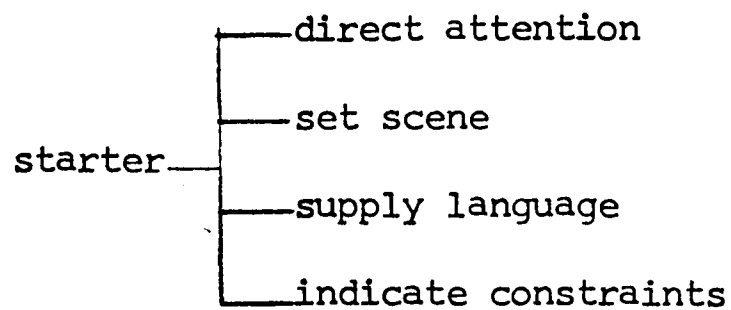 direct attention
set scene
starter
supply language
indicate constraints